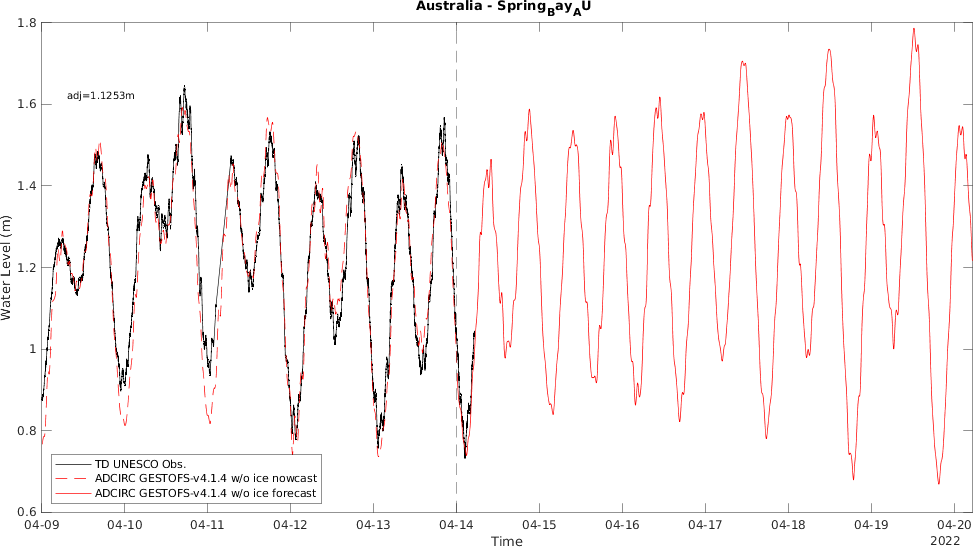 Australia - SpringBayAU
adj=1.1253m
Water Level (m)
1.8
1.6
1.4
1.2
1
0.8
0.6
TD UNESCO Obs.
ADCIRC GESTOFS-v4.1.4 w/o ice nowcast
ADCIRC GESTOFS-v4.1.4 w/o ice forecast
04-09 04-10 04-11 04-12 04-13 04-14 04-15 04-16 04-17 04-18 04-19 04-20
Time
2022